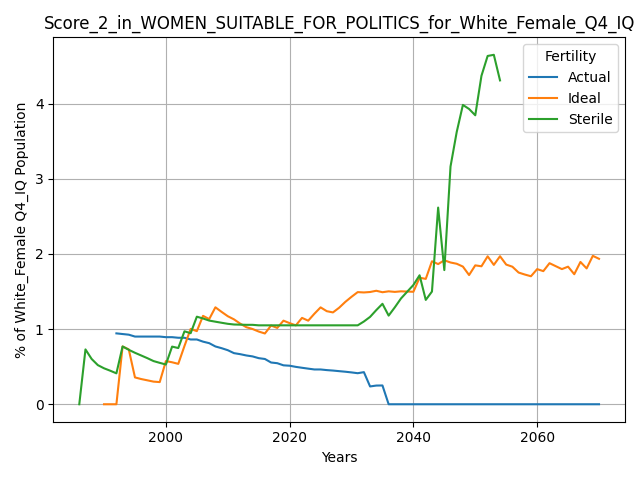 Score_2_in_WOMEN_SUITABLE_FOR_POLITICS_for_White_Female_Q4_IQ
% of White_Female Q4_IQ Population
4
3
2
1
0
Fertility
Actual
Ideal
Sterile
2000
2020
2040
2060
Years